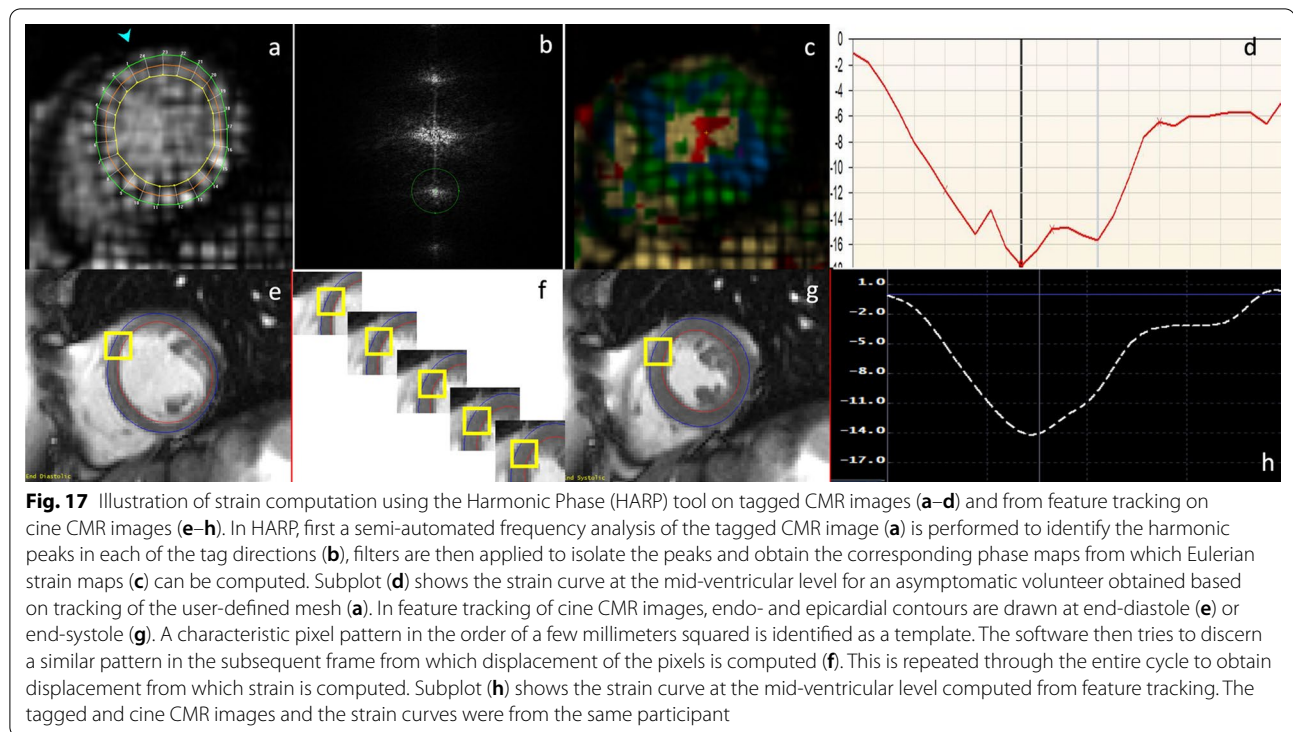 a
b
c
d
0
-2
-4
-6
-8
-10
-12
-14
-16
e
End Diastolic
f
g
End Systolic
h
1.0
-2.0
-5.0
-8.0
-11.0
-14.0
-17.0
Fig. 17 Illustration of strain computation using the Harmonic Phase (HARP) tool on tagged CMR images (a–d) and from feature tracking on
cine CMR images (e–h). In HARP, first a semi-automated frequency analysis of the tagged CMR image (a) is performed to identify the harmonic
peaks in each of the tag directions (b), filters are then applied to isolate the peaks and obtain the corresponding phase maps from which Eulerian
strain maps (c) can be computed. Subplot (d) shows the strain curve at the mid-ventricular level for an asymptomatic volunteer obtained based
on tracking of the user-defined mesh (a). In feature tracking of cine CMR images, endo- and epicardial contours are drawn at end-diastole (e) or
end-systole (g). A characteristic pixel pattern in the order of a few millimeters squared is identified as a template. The software then tries to discern
a similar pattern in the subsequent frame from which displacement of the pixels is computed (f). This is repeated through the entire cycle to obtain
displacement from which strain is computed. Subplot (h) shows the strain curve at the mid-ventricular level computed from feature tracking. The
tagged and cine CMR images and the strain curves were from the same participant